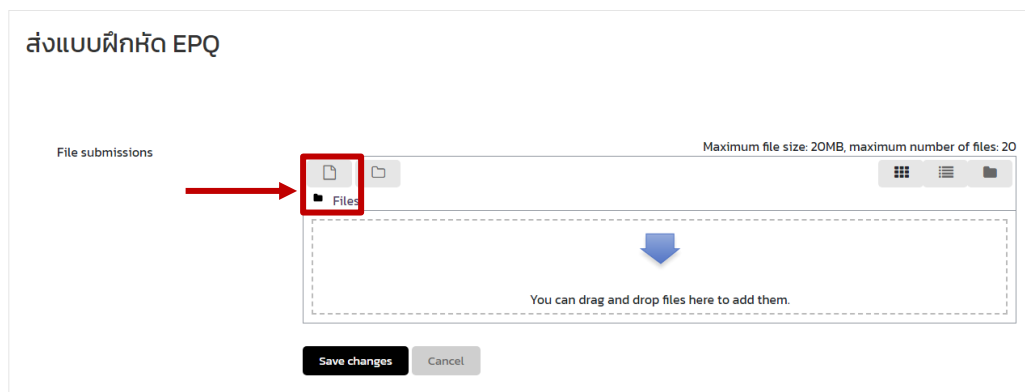 ส่งแบบฝึกหัด EPQ
File submissions
Maximum file size: 20MB, maximum number of files: 20
Files
You can drag and drop files here to add them.
Save changes
Cancel